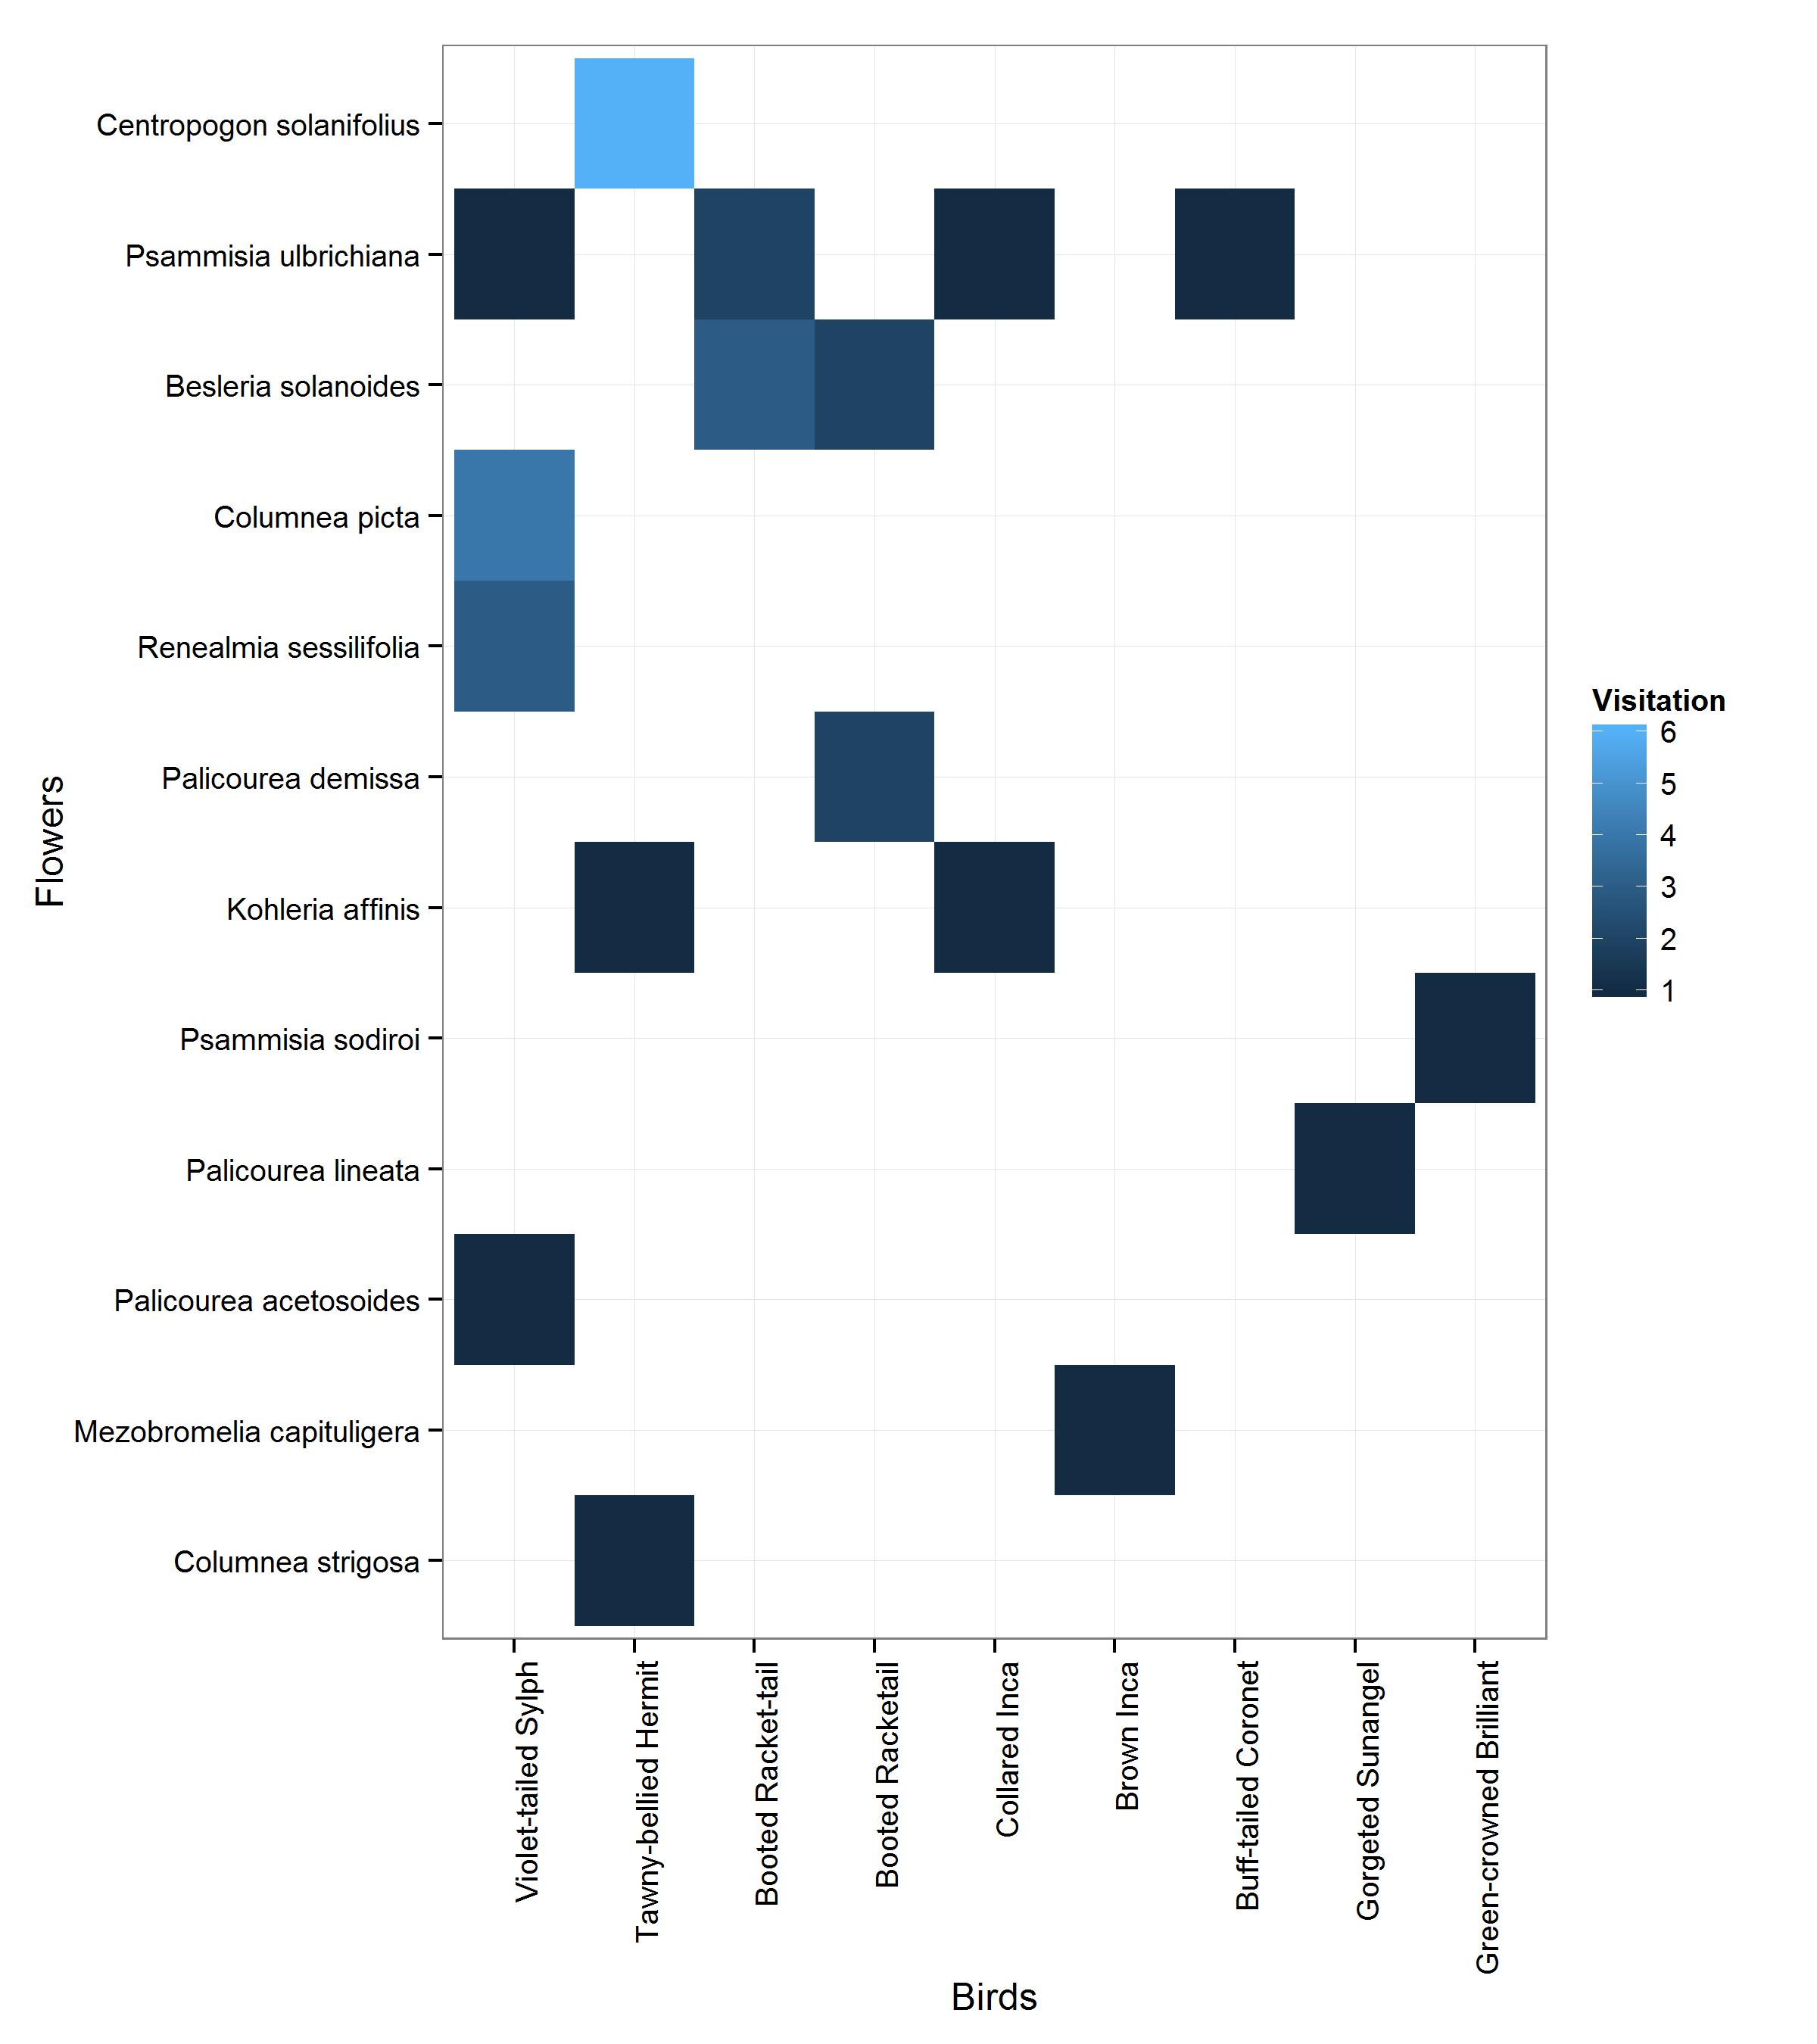 Centropogon solanifolius
Psammisia ulbrichiana
Besleria solanoides
Columnea picta
Renealmia sessilifolia
Palicourea demissa
Kohleria affinis
Psammisia sodiroi
Palicourea lineata
Palicourea acetosoides
Mezobromelia capituligera
Columnea strigosa
Flowers
Violet-tailed Sylph
Tawny-bellied Hermit
Booted Racket-tail
Booted Racketail
Collared Inca
Brown Inca
Buff-tailed Coronet
Gorgeted Sunangel
Green-crowned Brilliant
Birds
Visitation
6
5
4
3
2
1